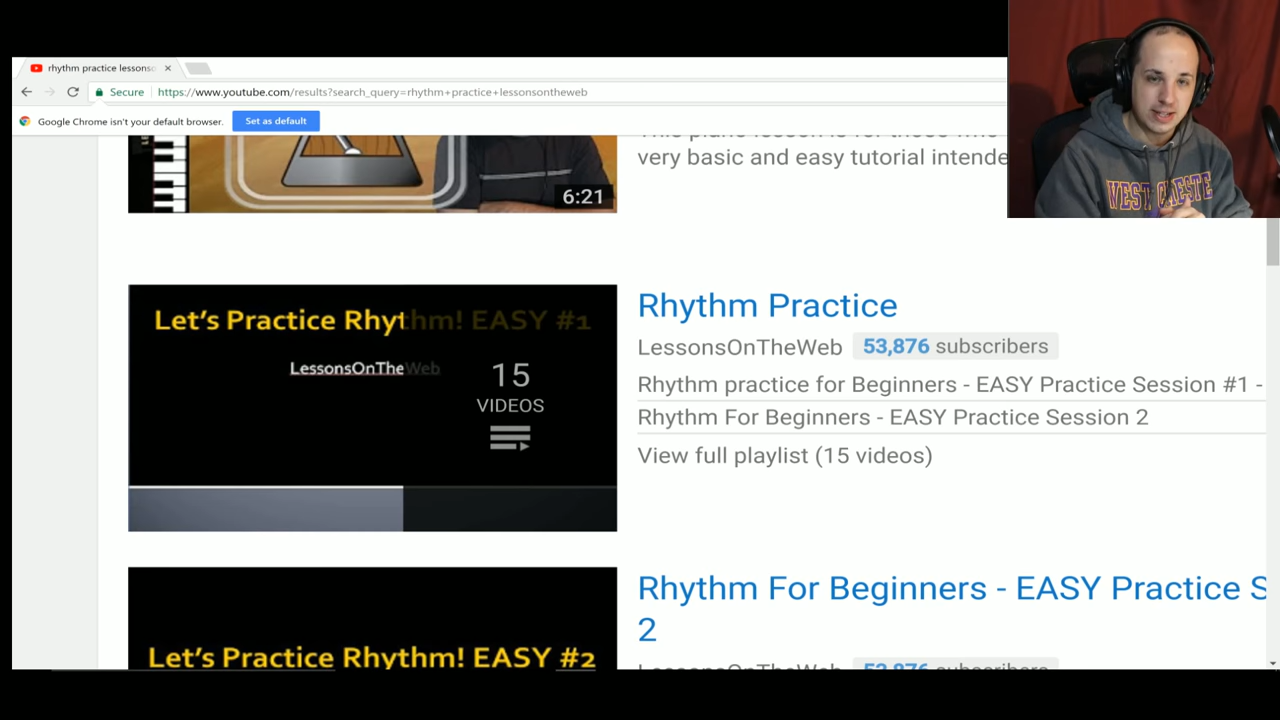 rhythm practice lessonso
Secure https://www.youtube.com/results?search_query=rhythm+practice+lessonsontheweb
Google Chrome isn't your default browser. Set as default
very basic and easy tutorial intende
6:21
WEST CHESTE
Let's Practice Rhythm! EASY #1
LessonsOnTheWeb
15
VIDEOS
Rhythm Practice
LessonsOnTheWeb 53,876 subscribers
Rhythm practice for Beginners - EASY Practice Session #1 -
Rhythm For Beginners - EASY Practice Session 2
View full playlist (15 videos)
Let's Practice Rhythm! EASY #2
Rhythm For Beginners - EASY Practice S
2
LessonsOnTheWeb 53,876 subscribers